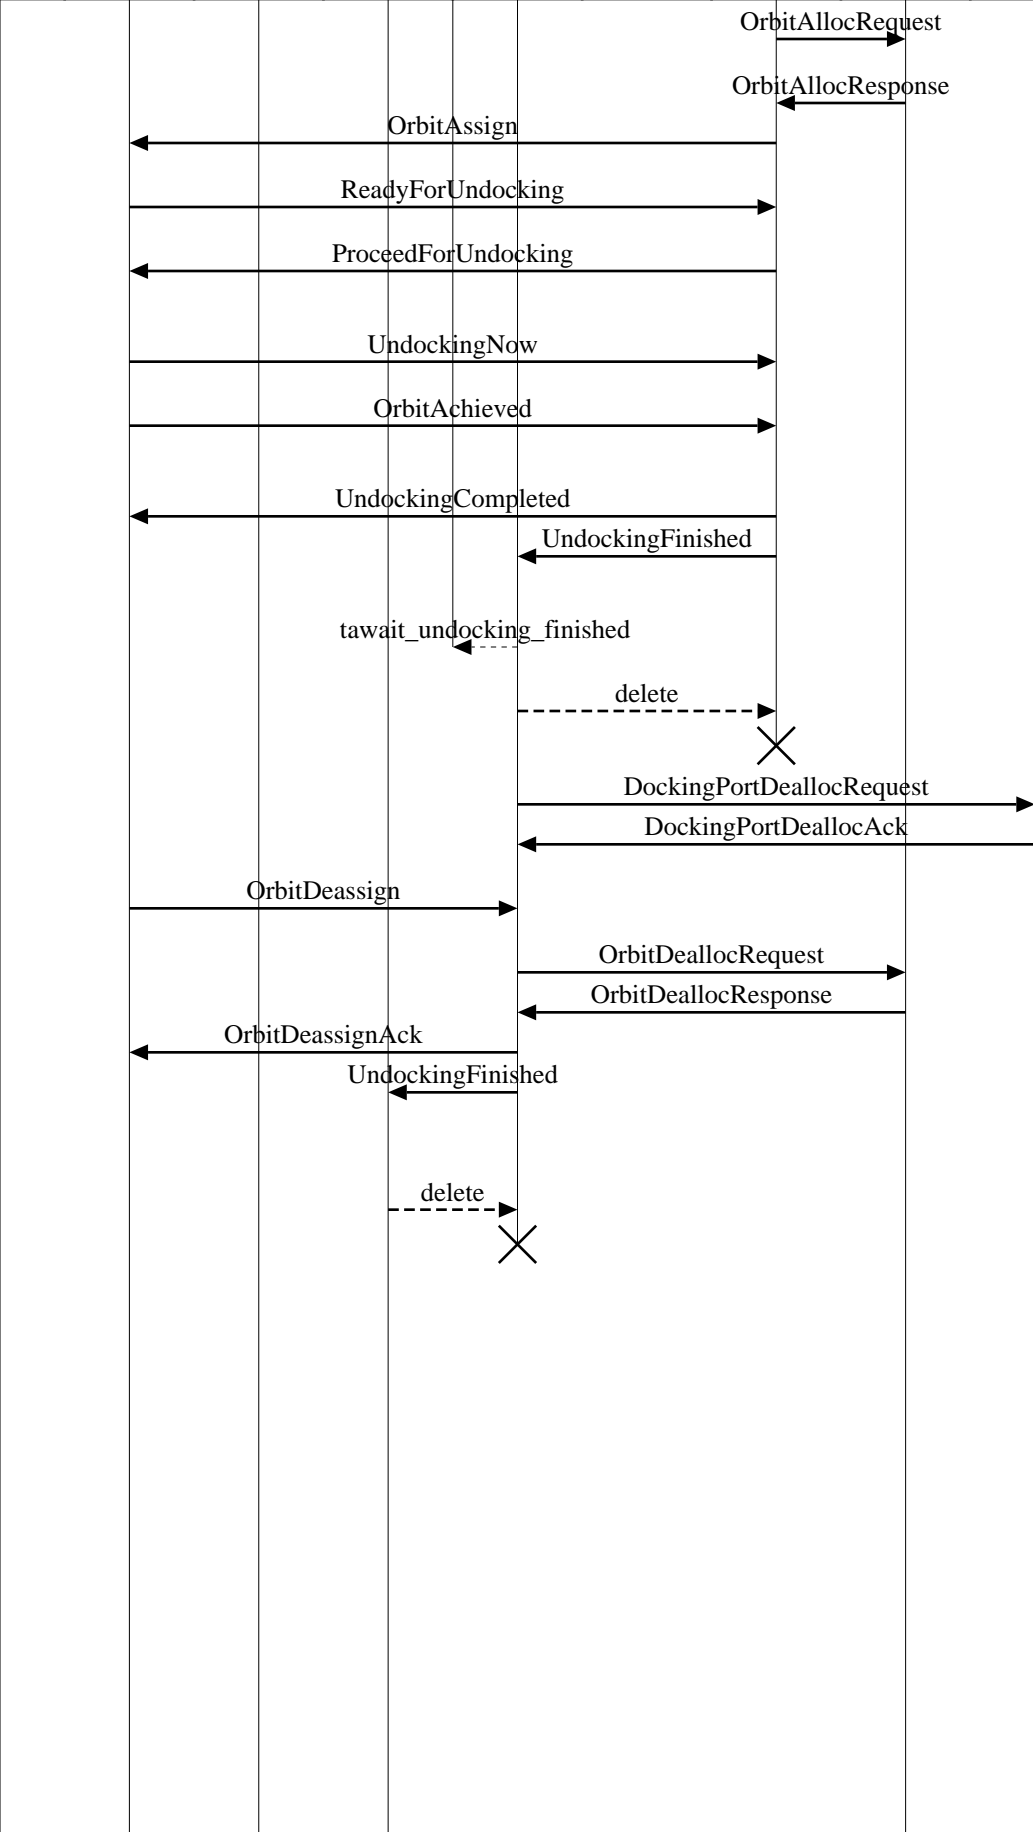 OrbitAllocRequest
OrbitAllocResponse
OrbitAssign
ReadyForUndocking
ProceedForUndocking
UndockingNow
OrbitAchieved
UndockingCompleted
UndockingFinished
tawait_undocking_finished
delete
DockingPortDeallocRequest
DockingPortDeallocAck
OrbitDeassign
OrbitDeallocRequest
OrbitDeallocResponse
OrbitDeassignAck
UndockingFinished
delete